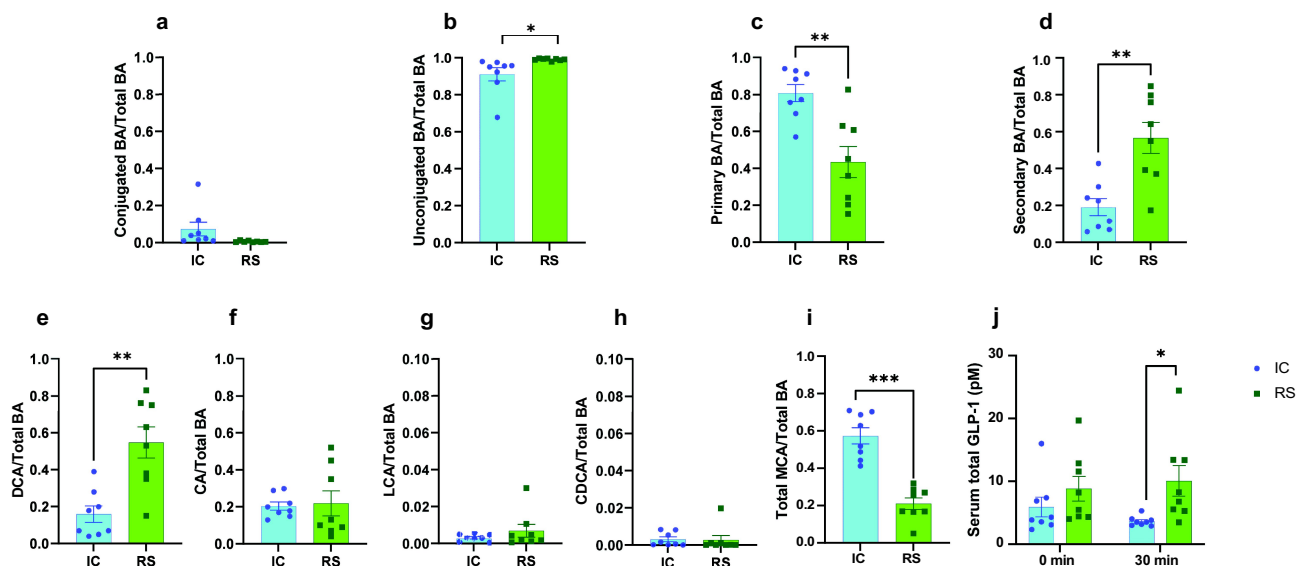 a
Conjugated BA/Total BA
1.0
0.8
0.6
0.4
0.2
0.0
IC RS
b
Unconjugated BA/Total BA
1.0
0.8
0.6
0.4
0.2
0.0
*
IC RS
c
Primary BA/Total BA
1.0
0.8
0.6
0.4
0.2
0.0
**
IC RS
d
Secondary BA/Total BA
1.0
0.8
0.6
0.4
0.2
0.0
**
IC RS
e
DCA/Total BA
1.0
0.8
0.6
0.4
0.2
0.0
**
IC RS
f
CA/Total BA
1.0
0.8
0.6
0.4
0.2
0.0
IC RS
g
LCA/Total BA
0.10
0.08
0.06
0.04
0.02
0.00
IC RS
h
CDCA/Total BA
0.10
0.08
0.06
0.04
0.02
0.00
IC RS
i
Total MCA/Total BA
1.0
0.8
0.6
0.4
0.2
0.0
***
IC RS
j
Serum total GLP-1 (pM)
30
20
10
0
*
0 min 30 min
IC
RS